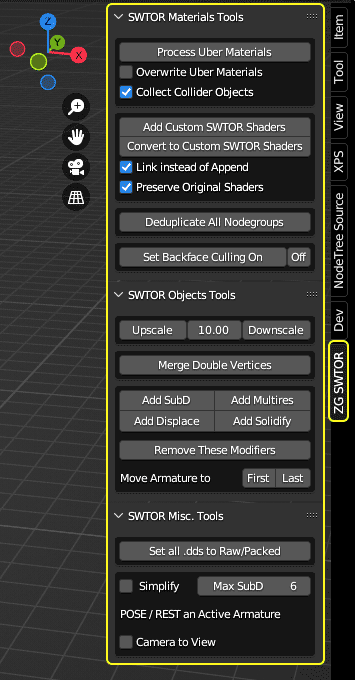 SWTOR Materials Tools
Process Uber Materials
Overwrite Uber Materials
Collect Collider Objects
Add Custom SWTOR Shaders
Convert to Custom SWTOR Shaders
Link instead of Append
Preserve Original Shaders
Deduplicate All Nodegroups
Set Backface Culling On Off
SWTOR Objects Tools
Upscale 10.00 Downscale
Merge Double Vertices
Add SubD Add Multires
Add Displace Add Solidify
Remove These Modifiers
Move Armature to First Last
SWTOR Misc. Tools
Set all .dds to Raw/Packed
Simplify Max SubD 6
POSE / REST an Active Armature
Camera to View
Z
Y
X
Item
Tool
View
XPS
NodeTree Source
Dev
ZG SWTOR